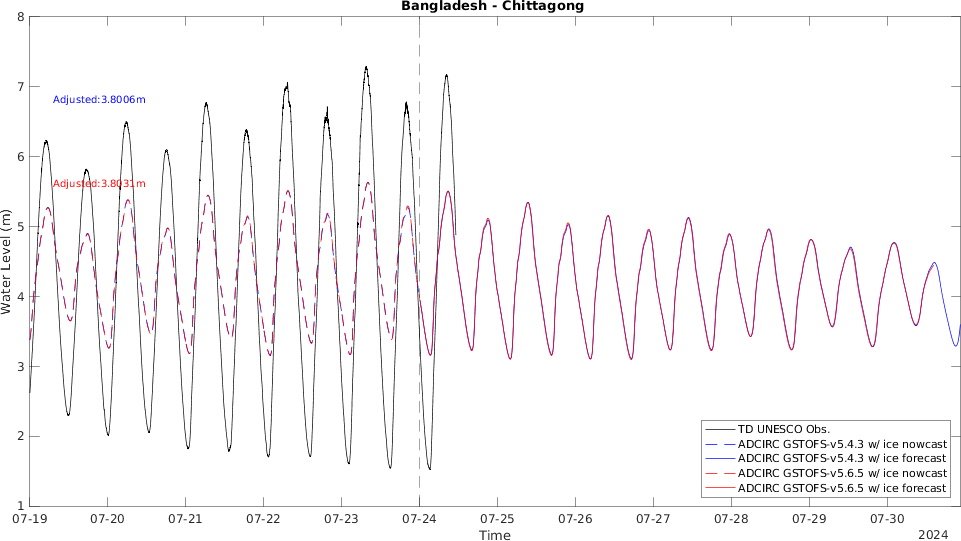 Bangladesh - Chittagong
8
7
6
5
4
3
2
1
Water Level (m)
Adjusted:3.8006m
Adjusted:3.8031m
TD UNESCO Obs.
ADCIRC GSTOFS-v5.4.3 w/ ice nowcast
ADCIRC GSTOFS-v5.4.3 w/ ice forecast
ADCIRC GSTOFS-v5.6.5 w/ ice nowcast
ADCIRC GSTOFS-v5.6.5 w/ ice forecast
07-19 07-20 07-21 07-22 07-23 07-24 07-25 07-26 07-27 07-28 07-29 07-30
Time
2024